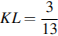 KL = 3/13